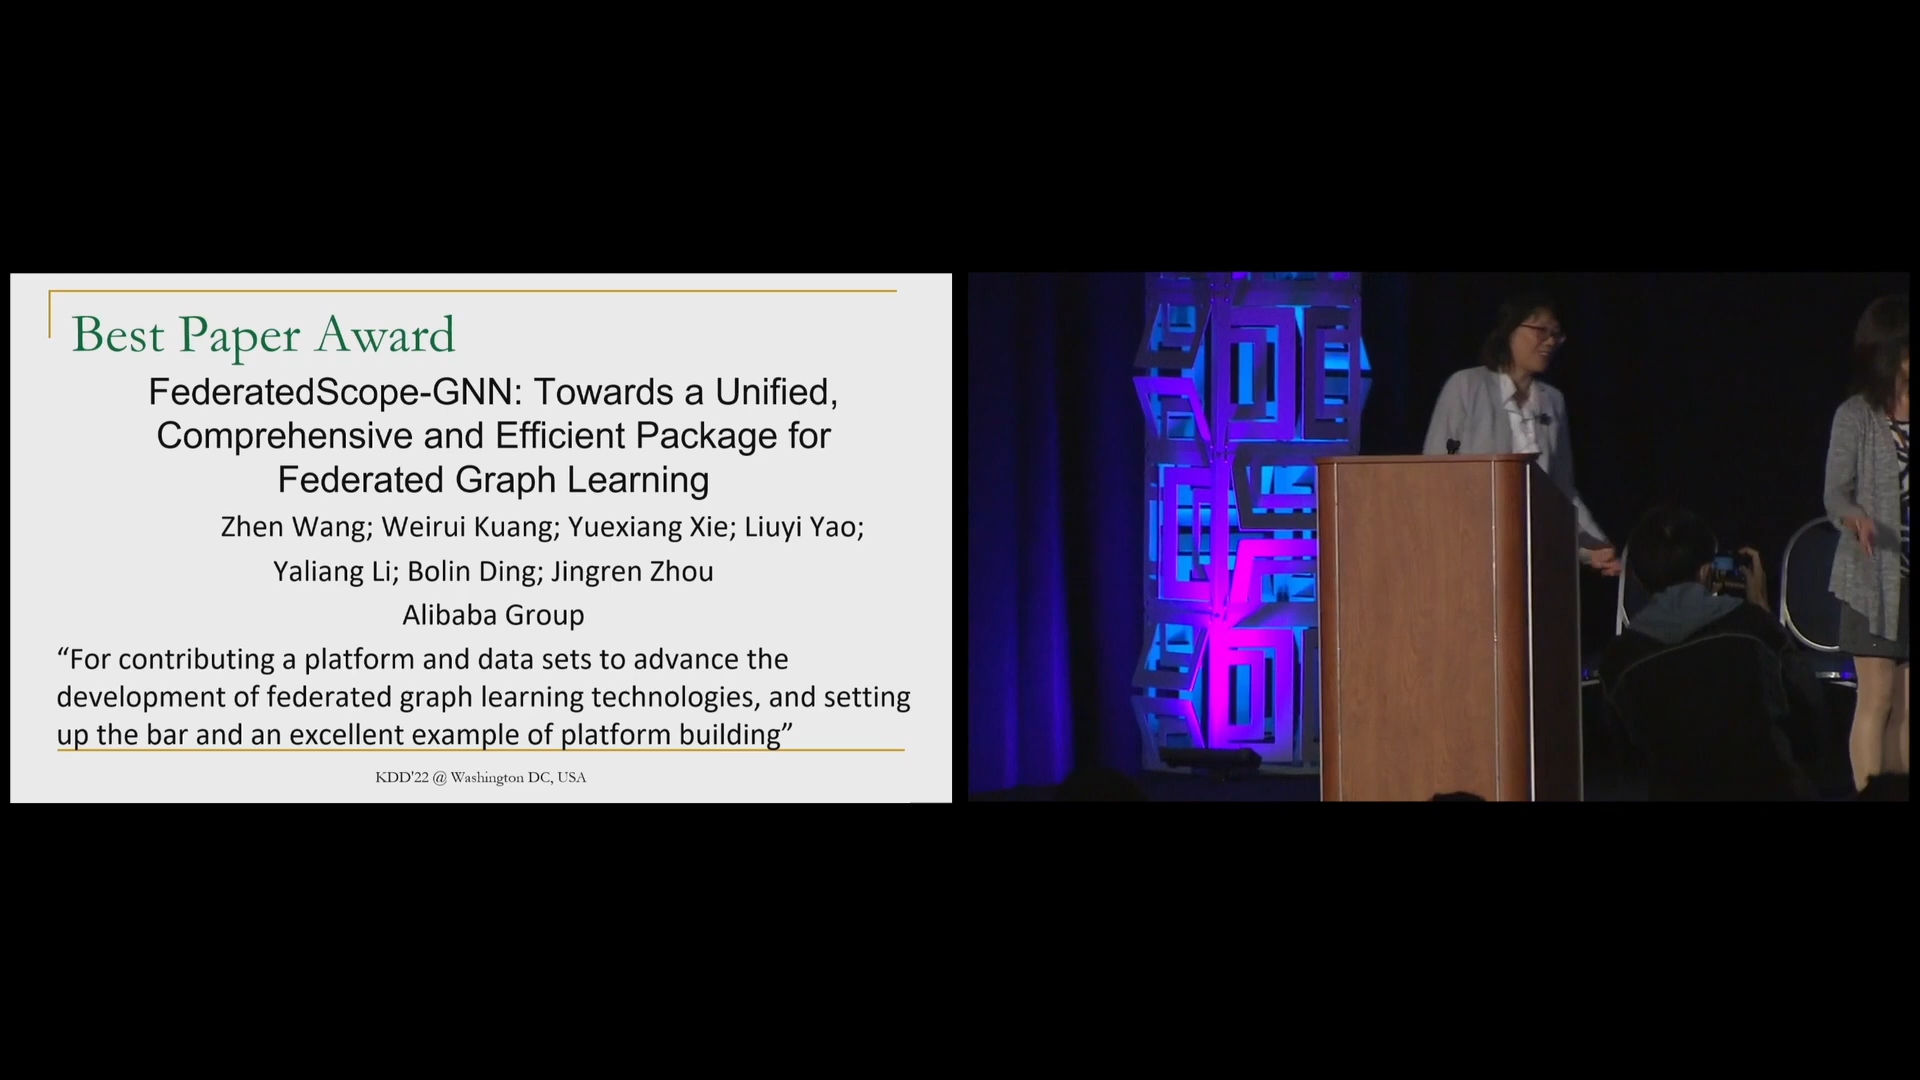 Best Paper Award
FederatedScope-GNN: Towards a Unified,
Comprehensive and Efficient Package for
Federated Graph Learning
Zhen Wang; Weirui Kuang; Yuexiang Xie; Liuyi Yao;
Yaliang Li; Bolin Ding; Jingren Zhou
Alibaba Group
“For contributing a platform and data sets to advance the
development of federated graph learning technologies, and setting
up the bar and an excellent example of platform building”
KDD'22 @ Washington DC, USA